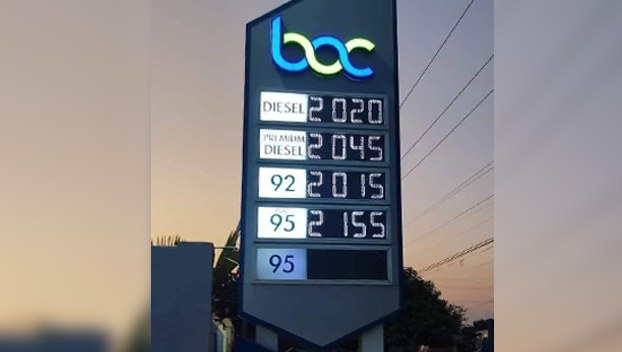 boc
DIESEL 2020
PREMIUM
DIESEL 2045
92 2015
95 2155
95